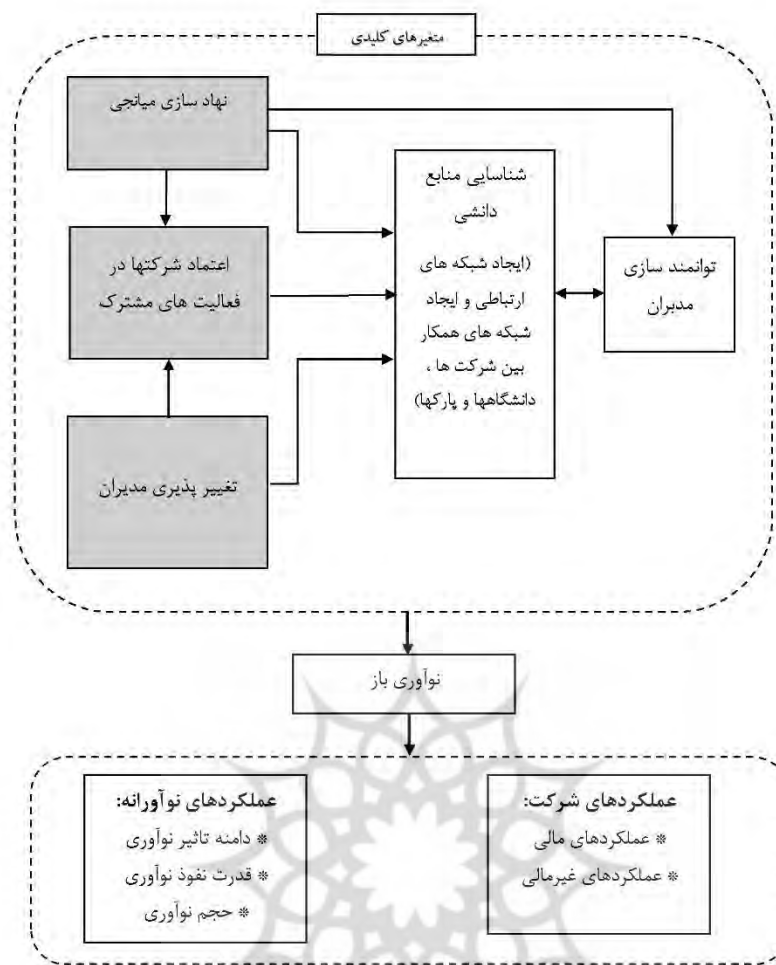 متغیرهای کلیدی
نهاد سازی میانجی
اعتماد شرکتها در
فعالیت های مشترک
تغییر پذیری مدیران
شناسایی منابع
دانشی
(ایجاد شبکه های
ارتباطی و ایجاد
شبکه های همکار
بین شرکت ها ،
دانشگاهها و پارکها)
توانمند سازی
مدیران
نوآوری باز
عملکردهای شرکت:
* عملکردهای مالی
* عملکردهای غیرمالی
عملکردهای نوآورانه:
* دامنه تاثیر نوآوری
* قدرت نفوذ نوآوری
* حجم نوآوری